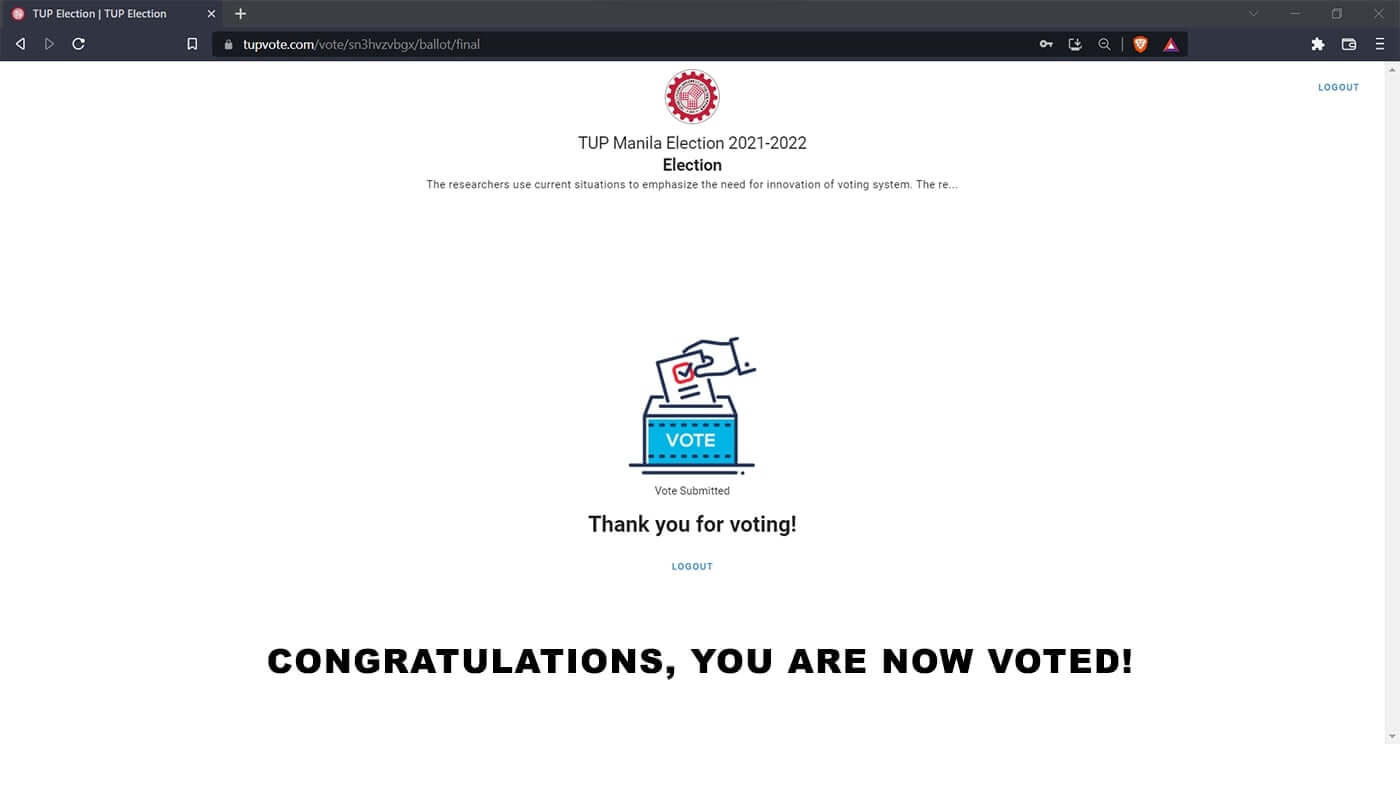 TUP Election | TUP Election
tupvote.com/vote/sn3hvzvbgx/ballot/final
LOGOUT
TUP Manila Election 2021-2022
Election
The researchers use current situations to emphasize the need for innovation of voting system. The re...
VOTE
Vote Submitted
Thank you for voting!
LOGOUT
CONGRATULATIONS, YOU ARE NOW VOTED!